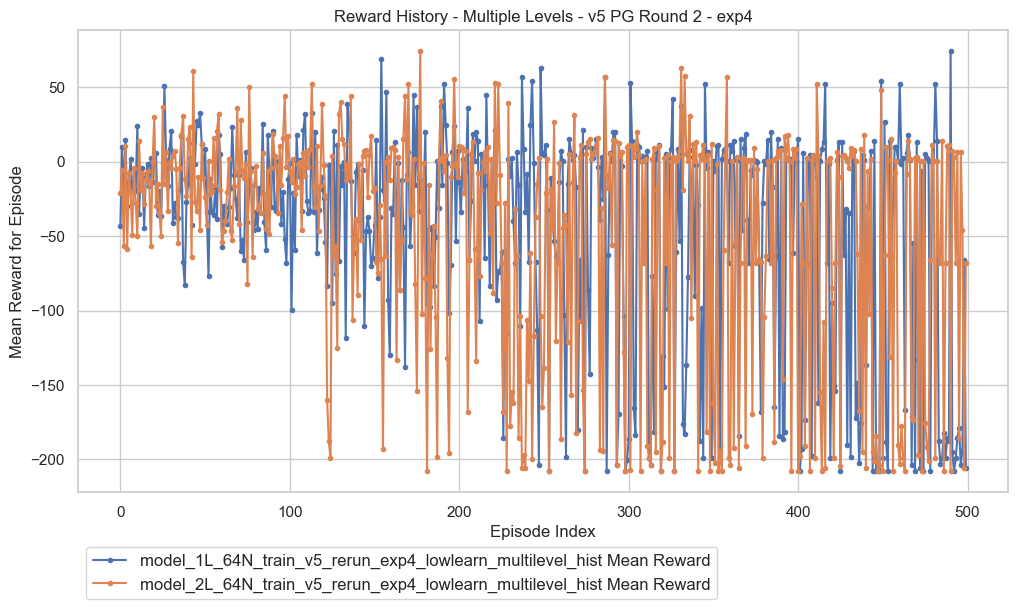 Reward History - Multiple Levels - v5 PG Round 2 - exp4
Mean Reward for Episode
50
0
−50
−100
−150
−200
0 100 200 300 400 500
Episode Index
model_1L_64N_train_v5_rerun_exp4_lowlearn_multilevel_hist Mean Reward
model_2L_64N_train_v5_rerun_exp4_lowlearn_multilevel_hist Mean Reward